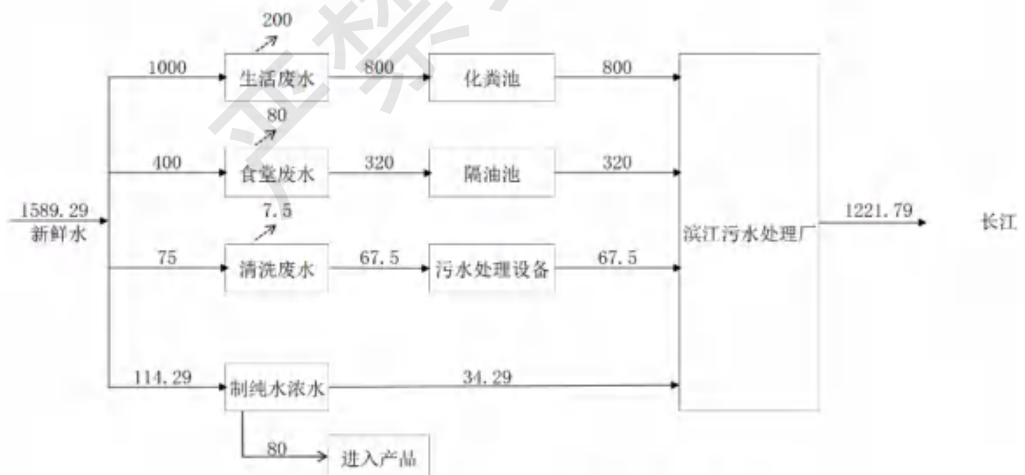 200
1000
生活废水
800
化粪池
800
80
400
食堂废水
320
隔油池
320
1589.29
新鲜水
7.5
75
清洗废水
67.5
污水处理设备
67.5
滨江污水处理厂
1221.79
长江
114.29
制纯水浓水
34.29
80
进入产品
严禁